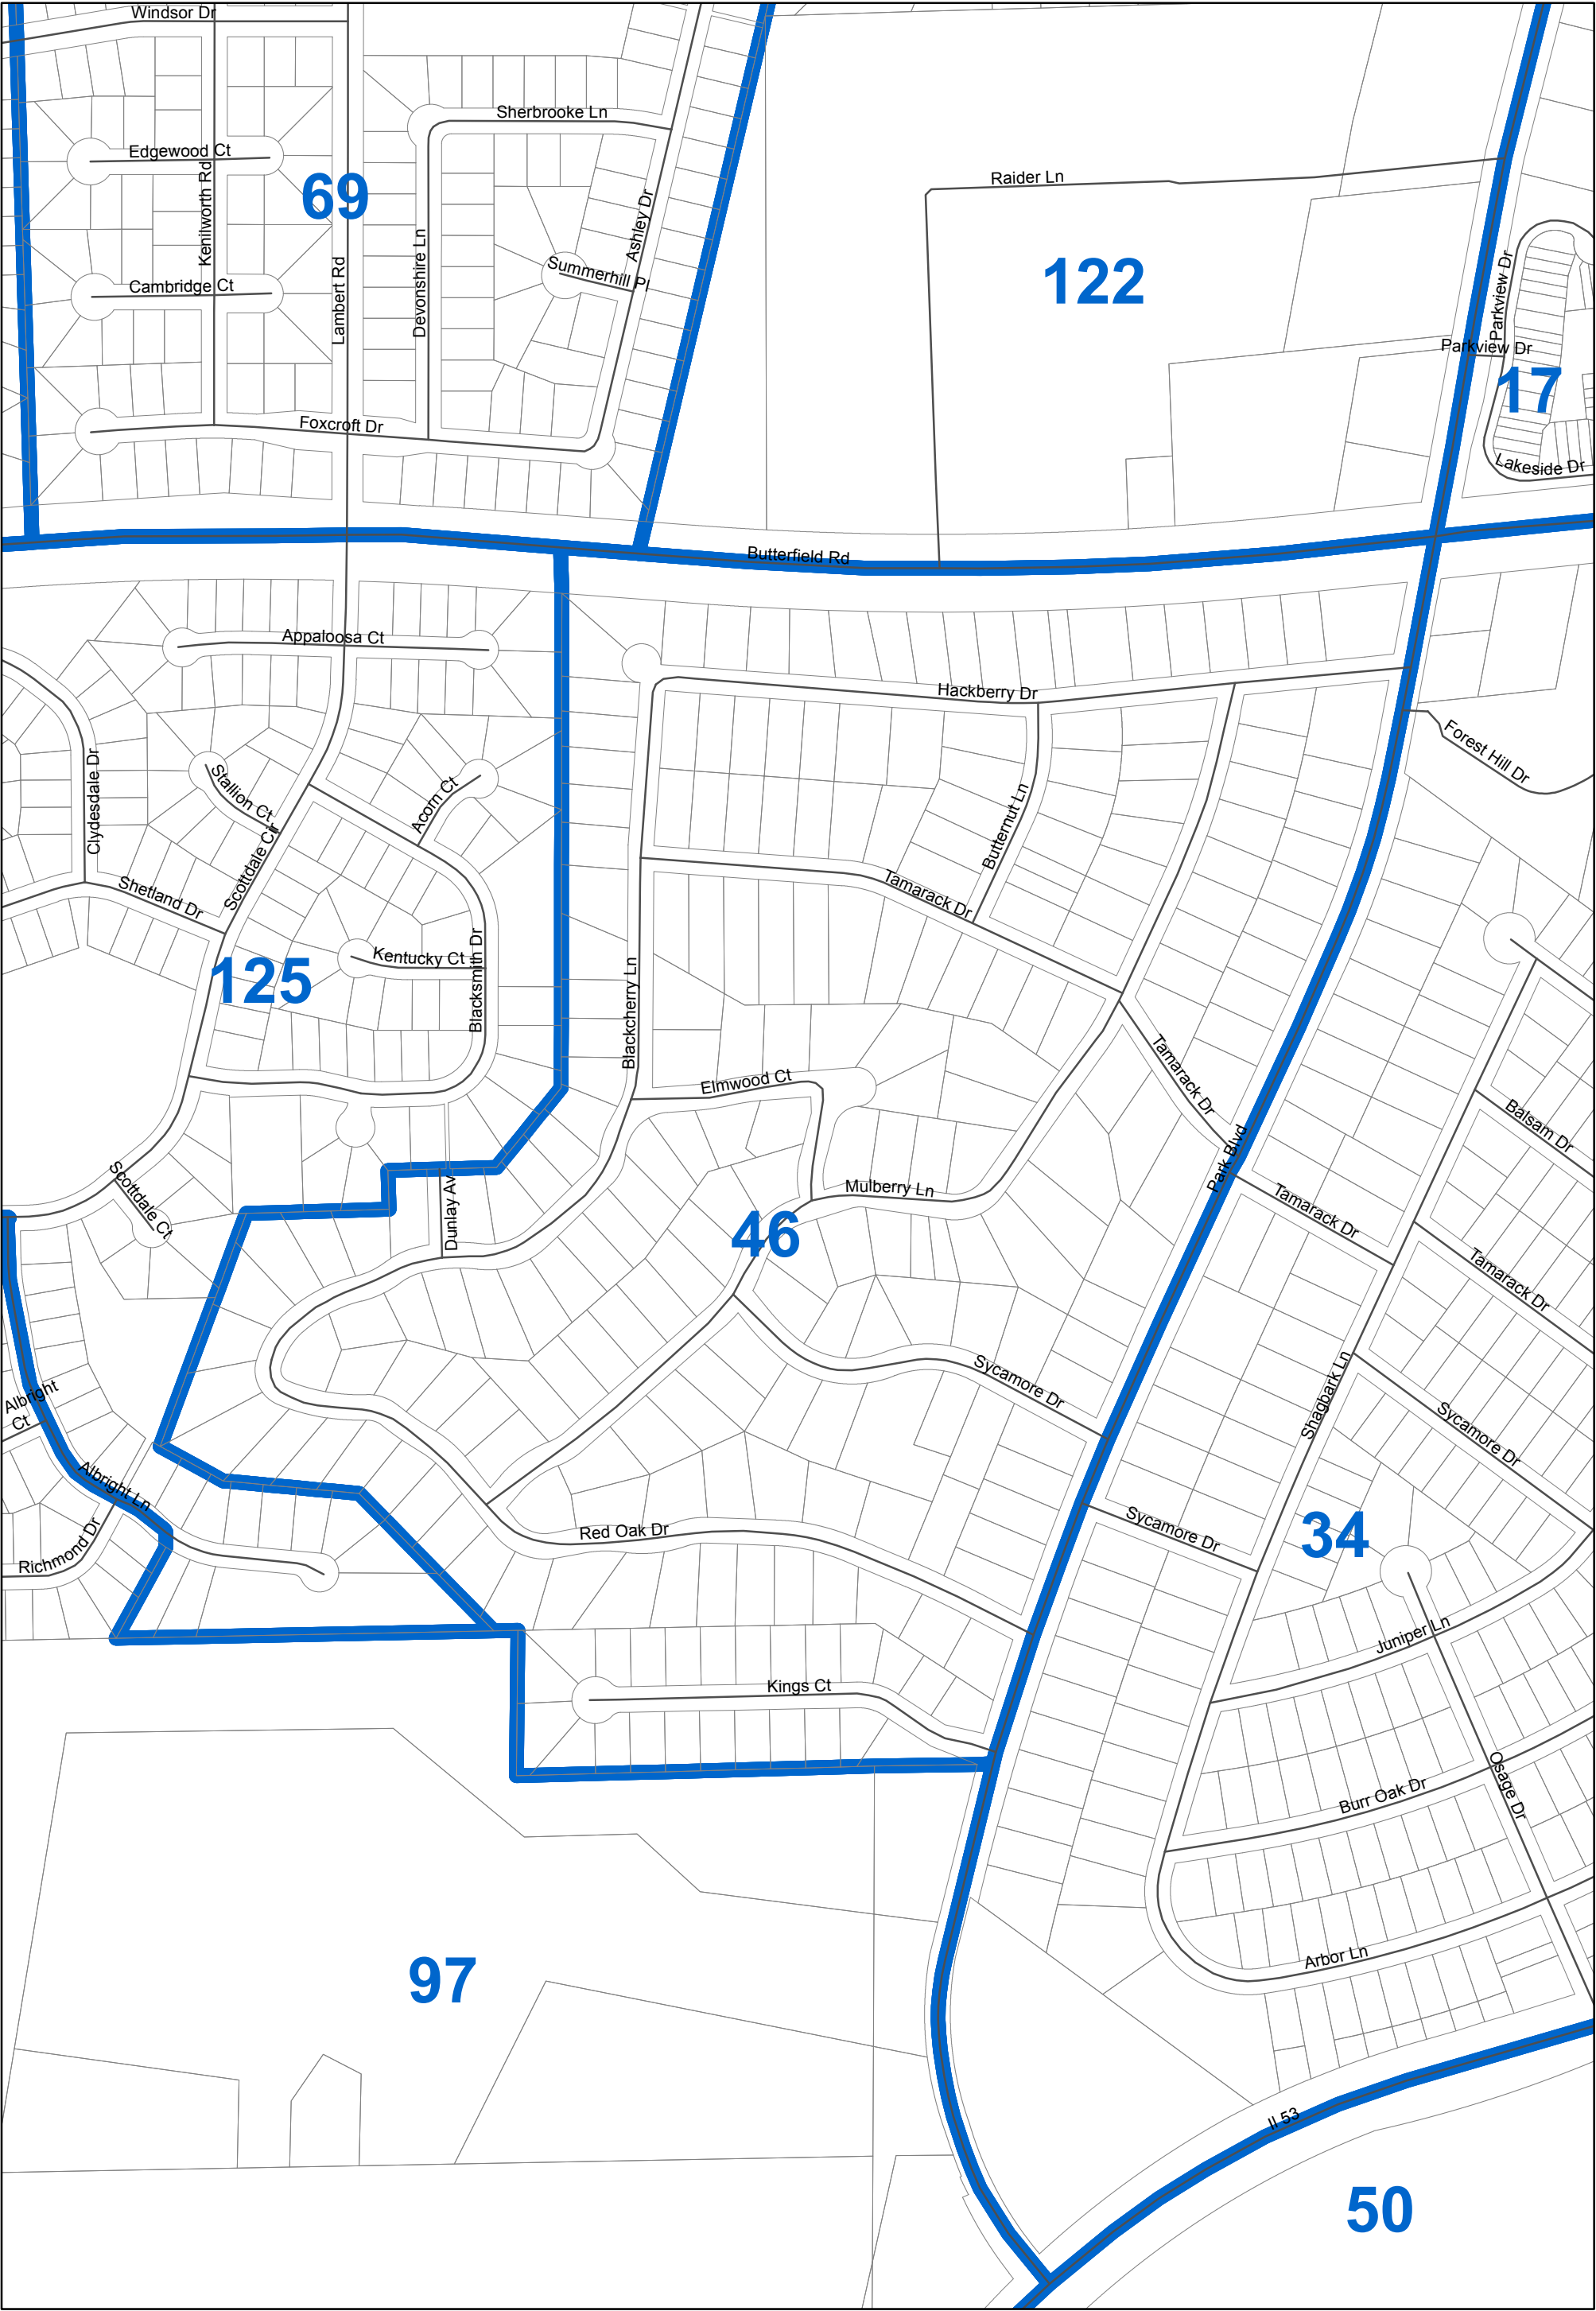 Windsor Dr
Sherbrooke Ln
Edgewood Ct
Kenilworth Rd
69
Raider Ln
Ashley Dr
Devonshire Ln
Summerhill Pl
Lambert Rd
Cambridge Ct
122
Parkview Dr
Parkview Dr
17
Foxcroft Dr
Lakeside Dr
Butterfield Rd
Appaloosa Ct
Hackberry Dr
Forest Hill Dr
Clydesdale Dr
Stallion Ct
Acorn Ct
Butternut Ln
Scottdale Cir
Shetland Dr
Tamarack Dr
125
Kentucky Ct
Blacksmith Dr
Blackcherry Ln
Elmwood Ct
Tamarack Dr
Balsam Dr
Park Blvd
Scottdale Ct
Dunlay Av
Mulberry Ln
46
Tamarack Dr
Tamarack Dr
Sycamore Dr
Shagbark Ln
Albright
Ct
Sycamore Dr
Albright Ln
Richmond Dr
Red Oak Dr
Sycamore Dr
34
Juniper Ln
Kings Ct
Osage Dr
Burr Oak Dr
Arbor Ln
97
Il 53
50